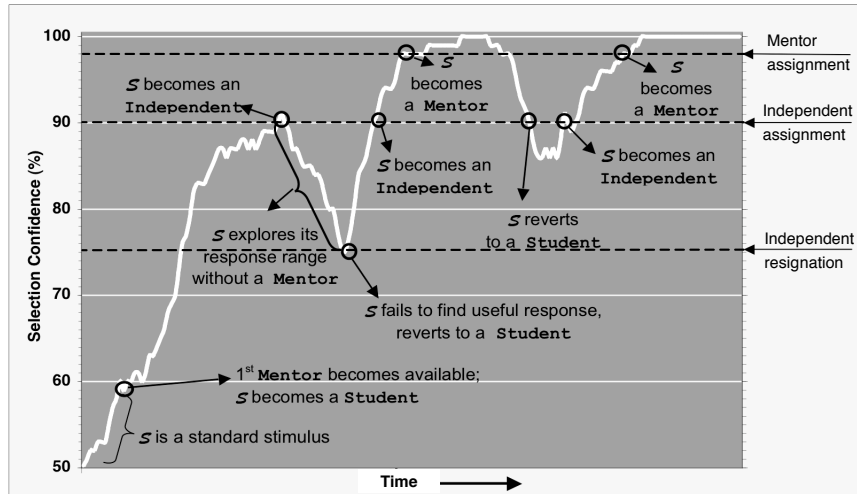 100
90
80
70
60
50
Selection Confidence (%)
S becomes an
Independent
S
becomes
a Mentor
S
becomes
a Mentor
Mentor
assignment
Independent
assignment
S becomes an
Independent
S becomes an
Independent
S reverts
to a Student
S explores its
response range
without a Mentor
Independent
resignation
S fails to find useful response,
reverts to a Student
1st Mentor becomes available;
S becomes a Student
S is a standard stimulus
Time